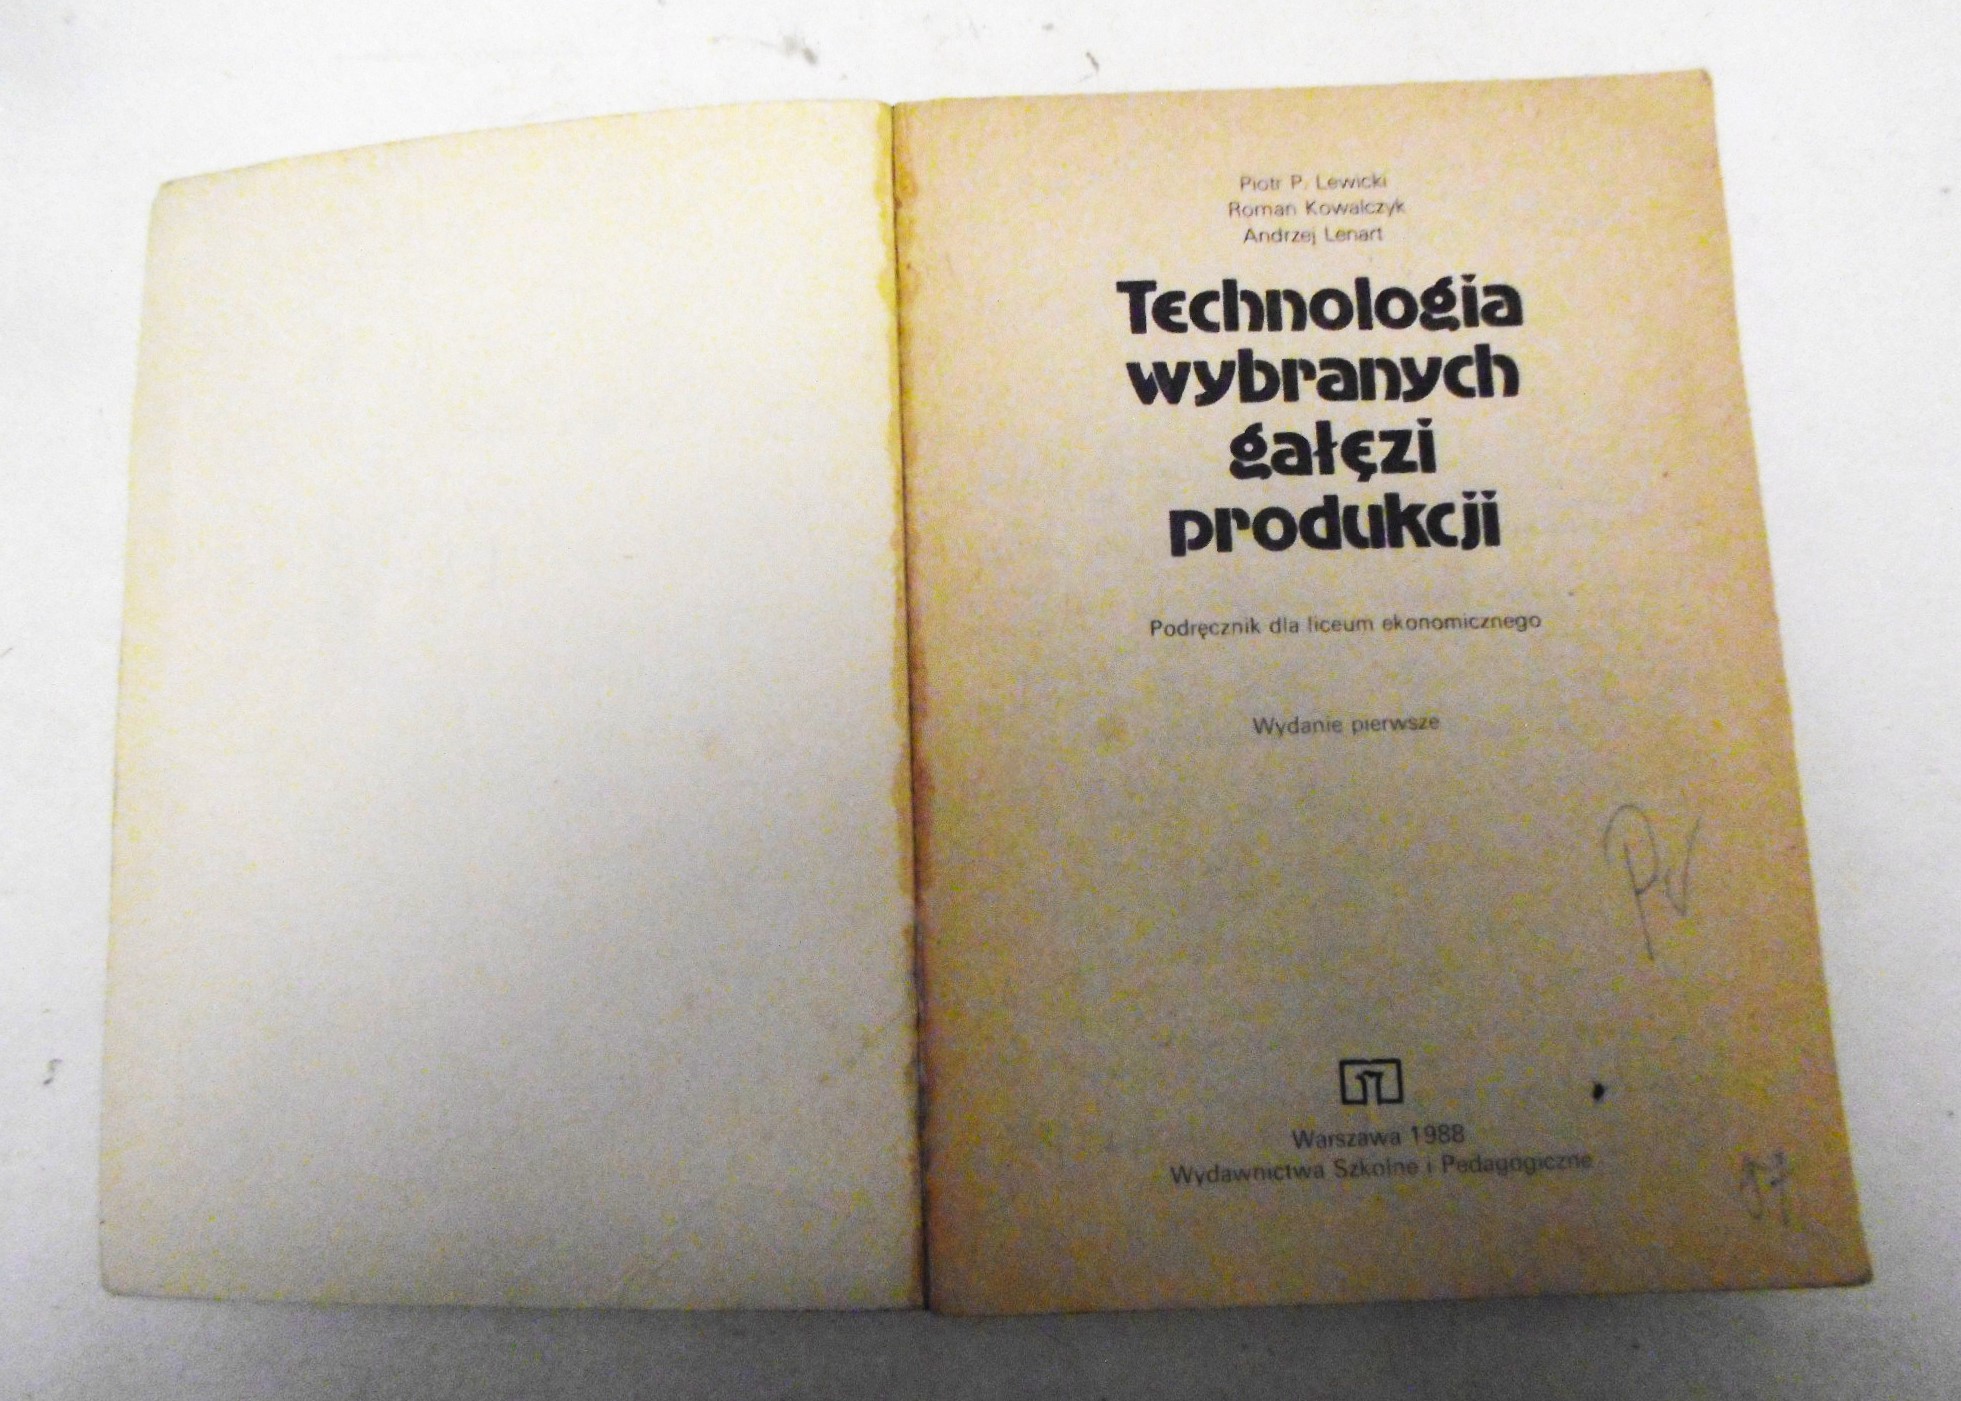 Piotr P. Lewicki
Roman Kowalczyk
Andrzej Lenart
Technologia
wybranych
gałęzi
produkcji
Podręcznik dla liceum ekonomicznego
Wydanie pierwsze
Warszawa 1988
Wydawnictwa Szkolne i Pedagogiczne